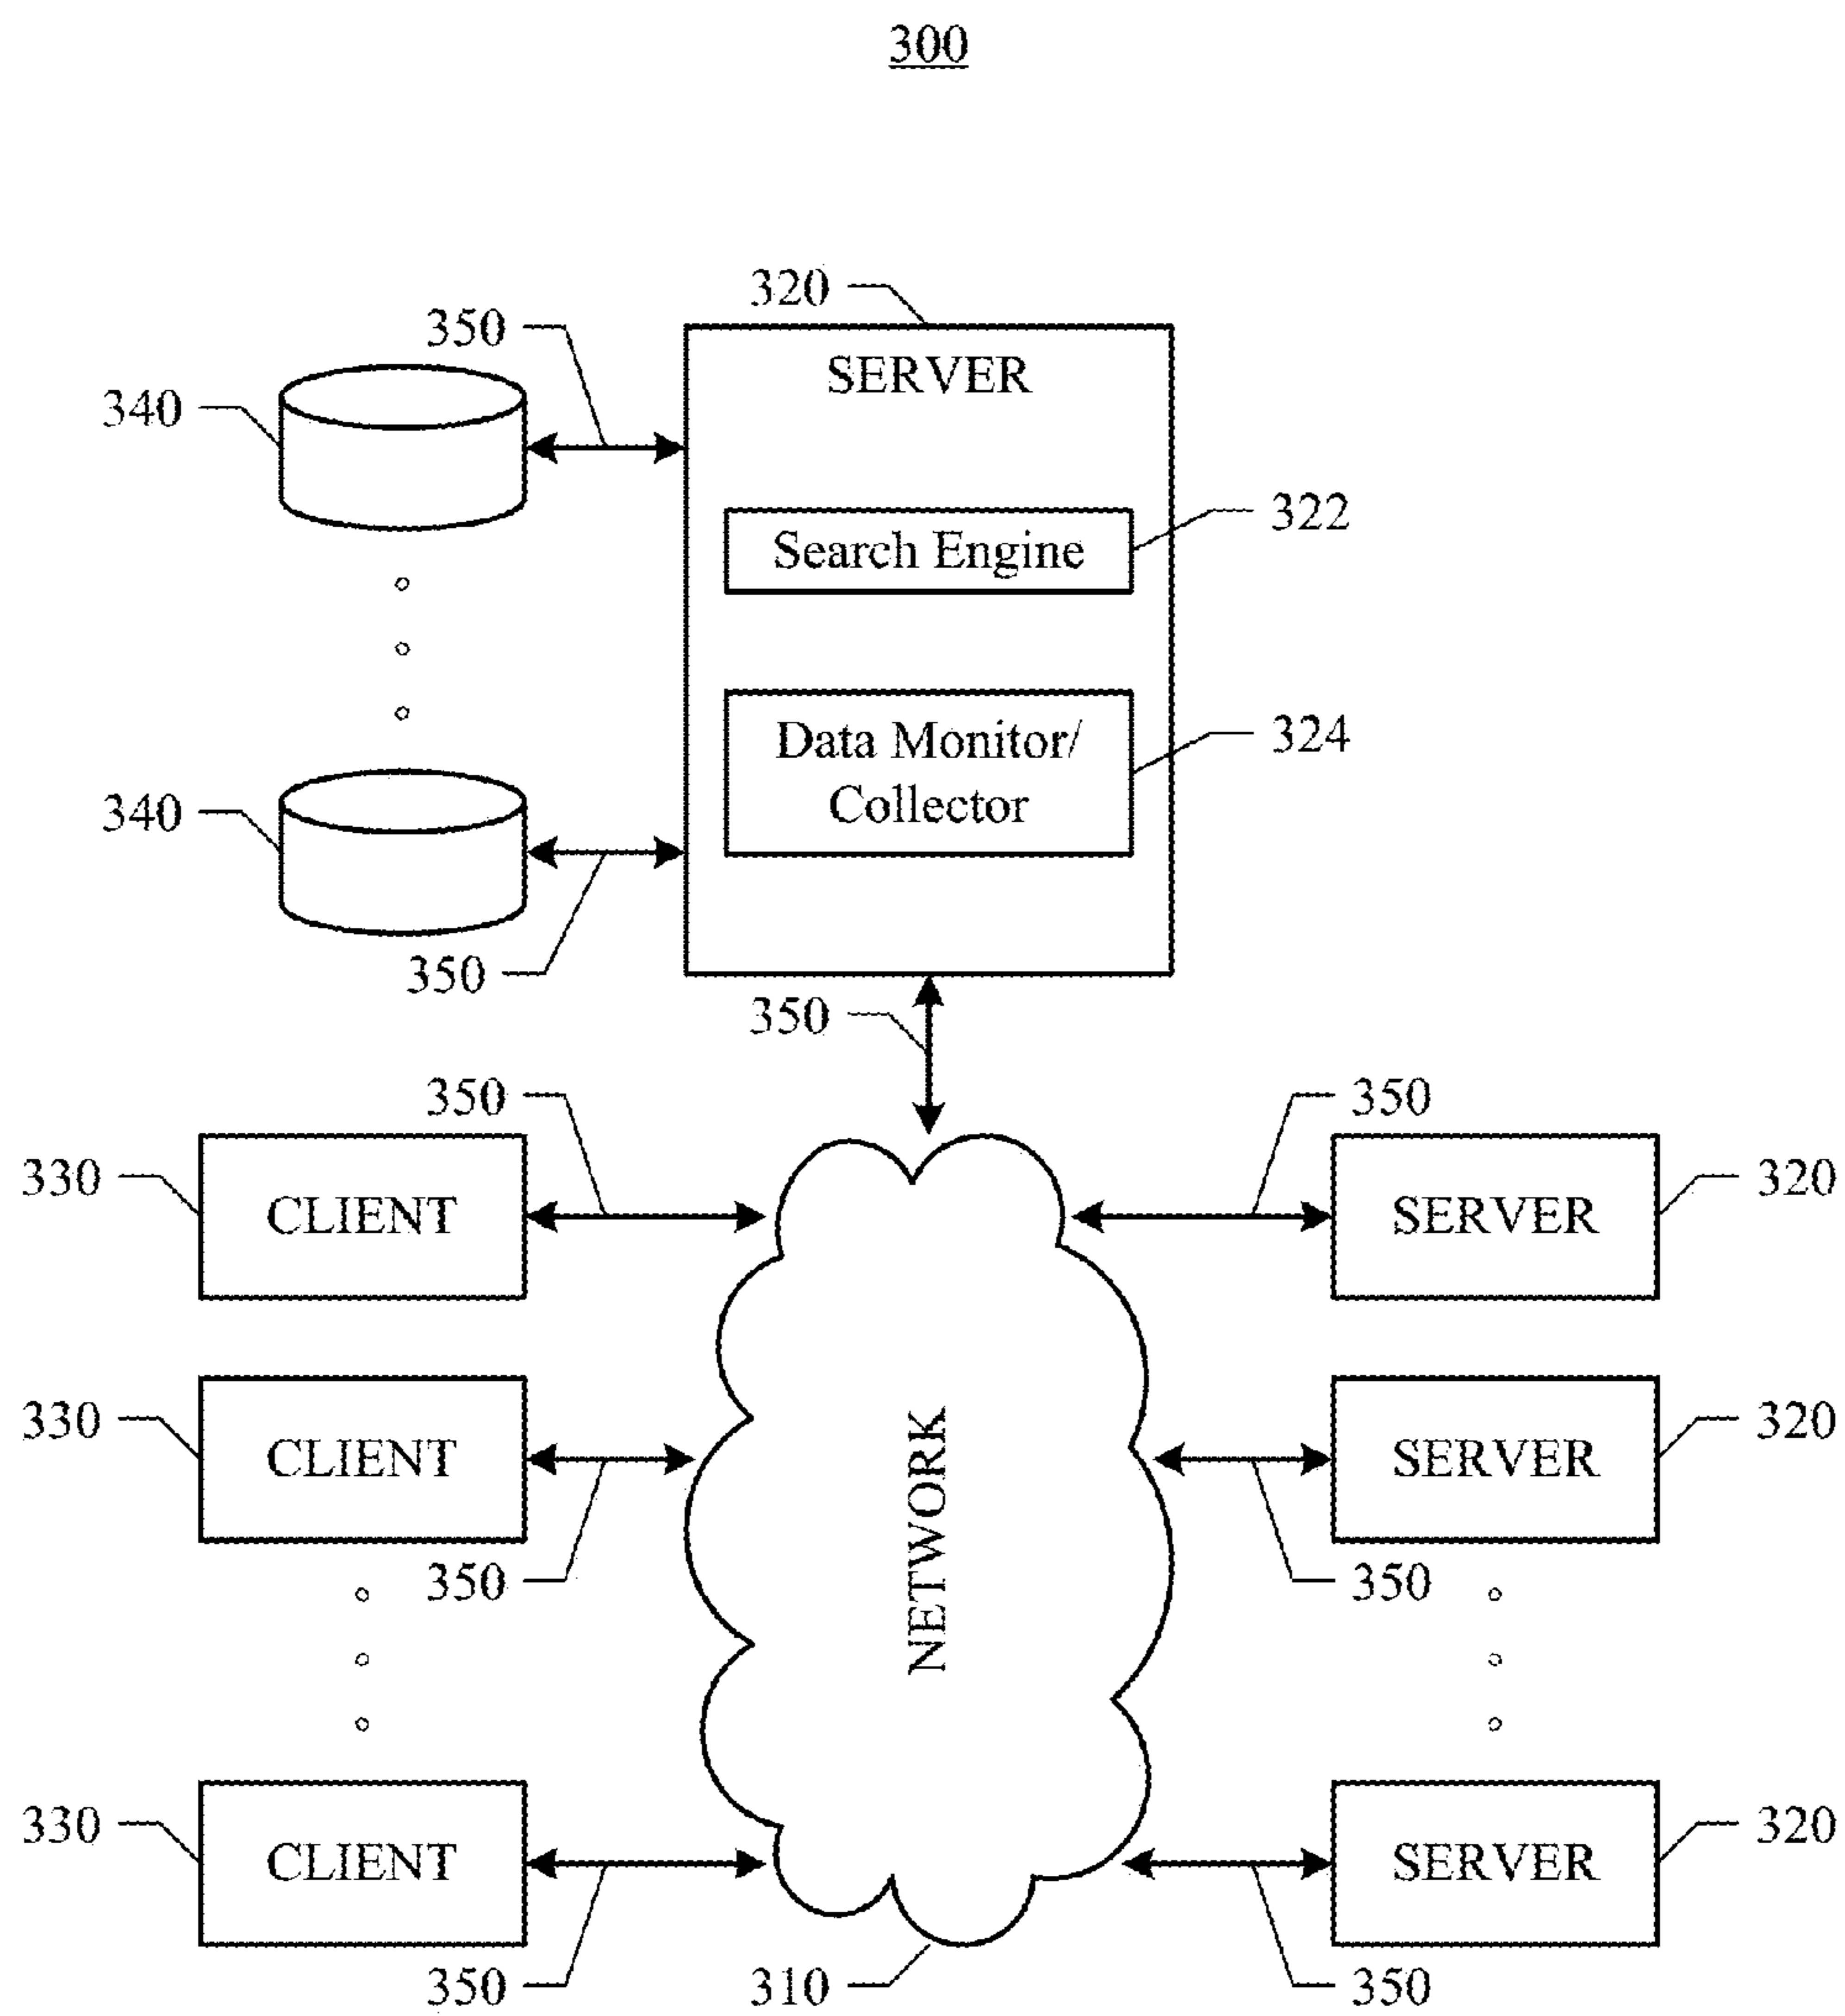 300
320
350
SERVER
340
322
Search Engine
324
Data Monitor/
Collector
340
350
350
350
350
330
CLIENT
SERVER
320
330
CLIENT
SERVER
320
NETWORK
350
350
330
CLIENT
SERVER
320
350
310
350